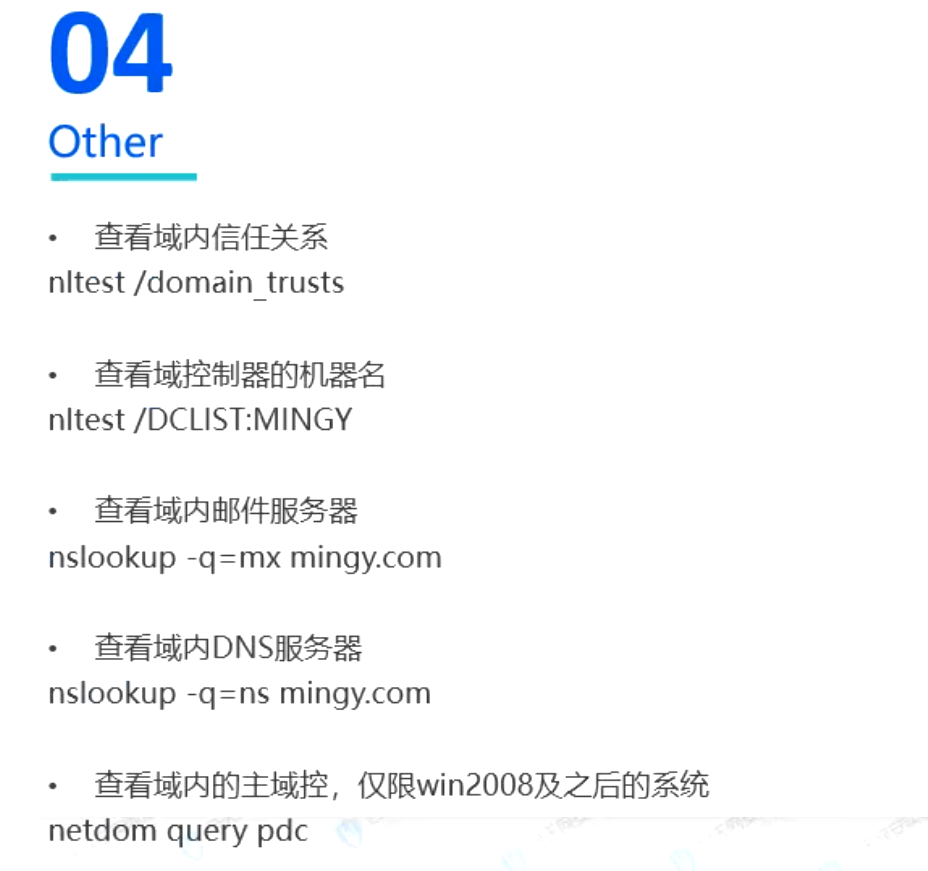 04
Other
• 查看域内信任关系
nltest /domain_trusts
• 查看域控制器的机器名
nltest /DCLIST:MINGY
• 查看域内邮件服务器
nslookup -q=mx mingy.com
• 查看域内DNS服务器
nslookup -q=ns mingy.com
• 查看域内的主域控，仅限win2008及之后的系统
netdom query pdc